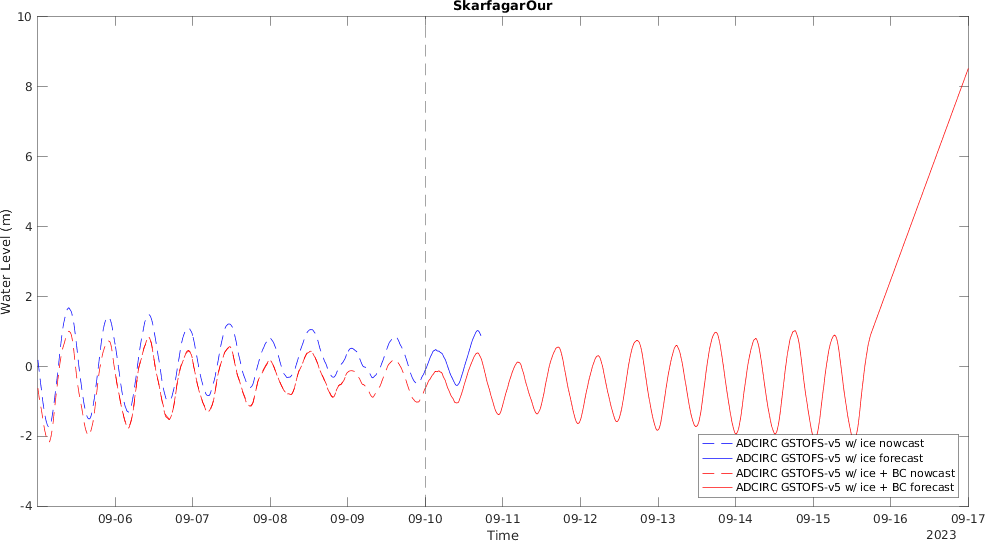 SkarfagarOur
10
8
6
4
2
0
-2
-4
Water Level (m)
ADCIRC GSTOFS-v5 w/ ice nowcast
ADCIRC GSTOFS-v5 w/ ice forecast
ADCIRC GSTOFS-v5 w/ ice + BC nowcast
ADCIRC GSTOFS-v5 w/ ice + BC forecast
09-06 09-07 09-08 09-09 09-10 09-11 09-12 09-13 09-14 09-15 09-16 09-17
Time
2023